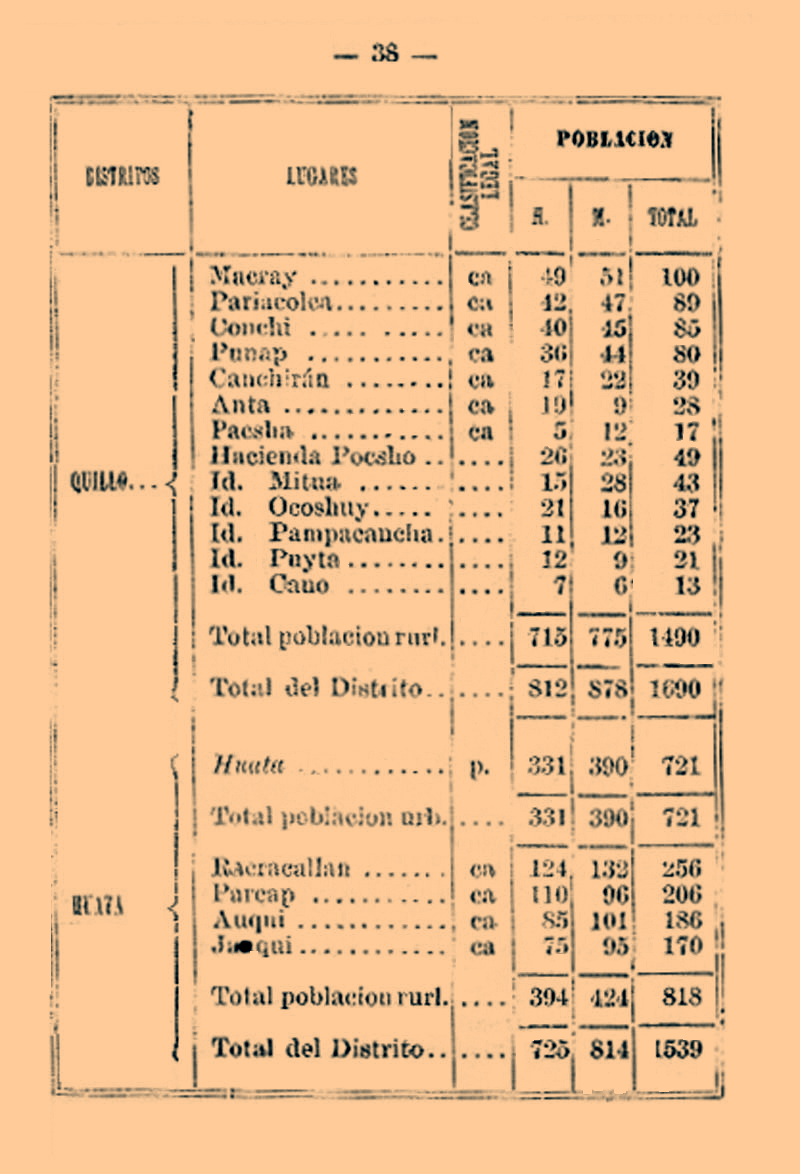 — 38 —
DISTRITOS LUGARES CLASIFICACION LEGAL POBLACION
H. M. TOTAL
Macray ........... ca 49 51 100
Pariacolca......... ca 42 47 89
Conchi .... ...... ca 40 45 85
Punap ........... ca 36 44 80
Canchirán ........ ca 17 22 39
Anta ............. ca 19 9 28
Pacsha ........... ca 5 12 17
Hacienda Pocsho .. .... 26 23 49
QUILLO... Id. Mitua ...... .... 15 28 43
Id. Ocoshuy..... .... 21 16 37
Id. Pampacancha. .... 11 12 23
Id. Puyta ........ .... 12 9 21
Id. Cano ........ .... 7 6 13
Total poblacion rurl. .... 715 775 1490
Total del Distrito.. .... 812 878 1690
Huata ............ p. 331 390 721
Total poblacion urb. .... 331 390 721
Racracallan ....... ca 124 132 256
Parcap ........... ca 110 96 206
HUATA Auqui ............ ca 85 101 186
ca 75 95 170
Total poblacion rurl. .... 394 424 818
Total del Distrito.. .... 725 814 1539